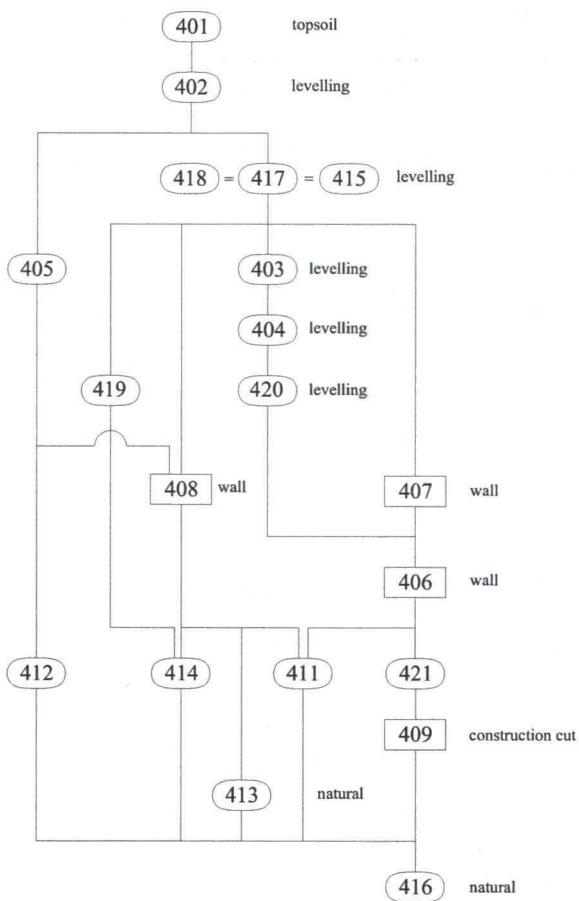 401 topsoil
402 levelling
418 = 417 = 415 levelling
405 403 levelling
404 levelling
419 420 levelling
408 wall 407 wall
406 wall
412 414 411 421
409 construction cut
413 natural
416 natural